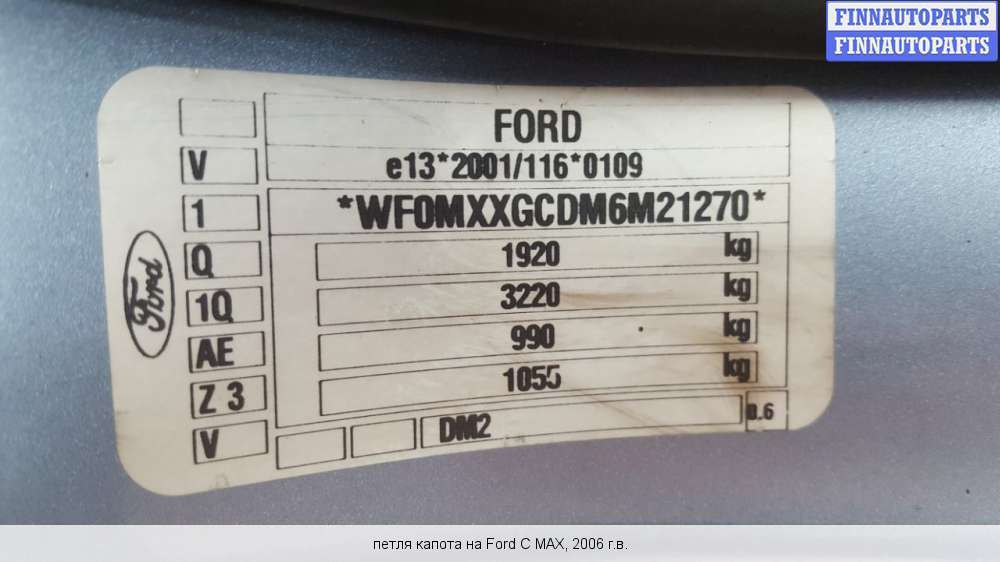 FINNAUTOPARTS
FINNAUTOPARTS
Ford
FORD
V e13*2001/116*0109
1 *WF0MXXGCDM6M21270*
Q 1920 kg
1Q 3220 kg
AE 990 kg
Z 3 1055 kg
V DM2 0.6
петля капота на Ford C MAX, 2006 г.в.